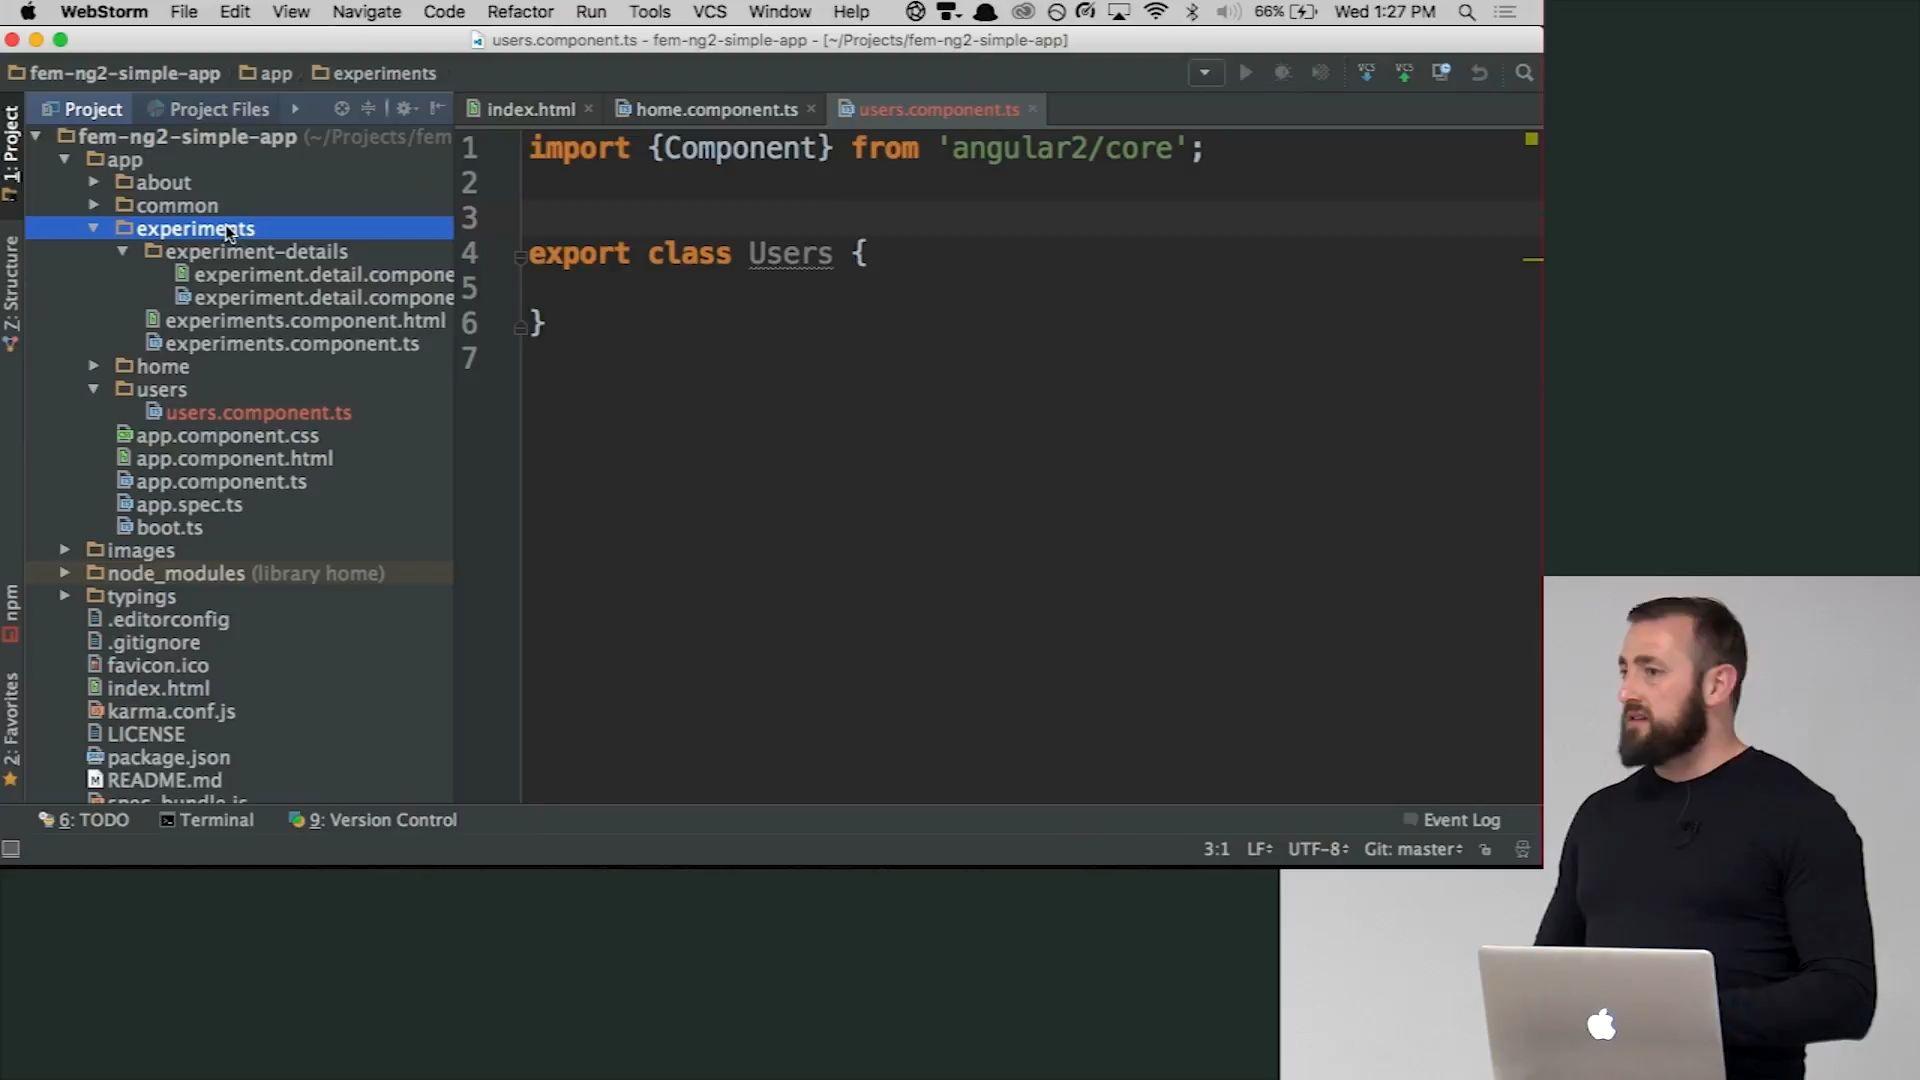 WebStorm File Edit View Navigate Code Refactor Run Tools VCS Window Help 66% Wed 1:27 PM
users.component.ts - fem-ng2-simple-app - [~/Projects/fem-ng2-simple-app]
fem-ng2-simple-app app experiments
Project Project Files index.html home.component.ts users.component.ts
1: Project
Z: Structure
npm
2: Favorites
fem-ng2-simple-app (~/Projects/fem
app
about
common
experiments
experiment-details
experiment.detail.compone
experiment.detail.compone
experiments.component.html
experiments.component.ts
home
users
users.component.ts
app.component.css
app.component.html
app.component.ts
app.spec.ts
boot.ts
images
node_modules (library home)
typings
.editorconfig
.gitignore
favicon.ico
index.html
karma.conf.js
LICENSE
package.json
README.md
1 import {Component} from 'angular2/core';
2
3
4 export class Users {
5
6 }
7
6: TODO Terminal 9: Version Control Event Log
3:1 LF UTF-8 Git: master